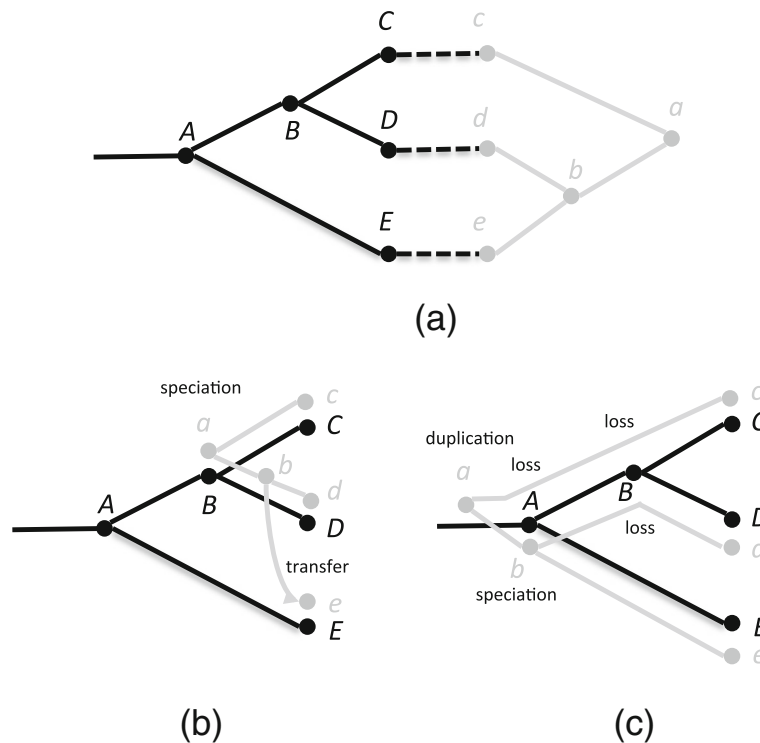 C c
a
D d
A
B
b
E e
(a)
speciation
c
C
a
b
A
B
d
D
transfer
e
E
(b)
duplication
loss
loss
a
A
B
loss
b
speciation
(c)